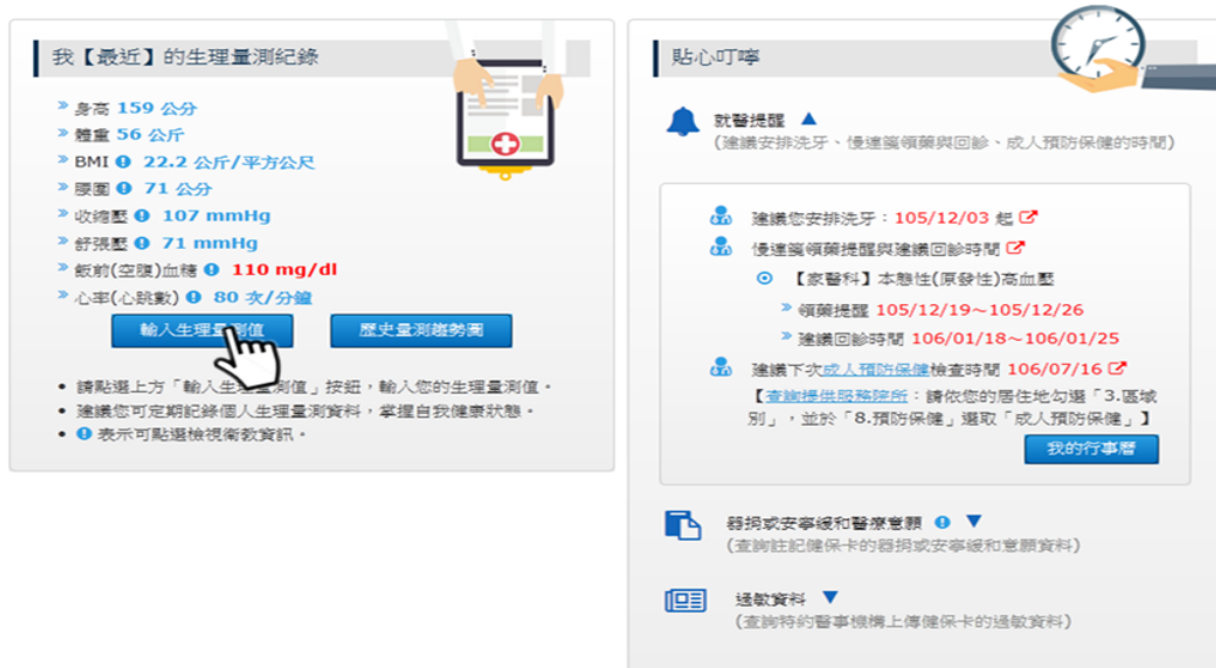 我【最近】的生理量測紀錄
» 身高 159 公分
» 體重 56 公斤
» BMI 22.2 公斤/平方公尺
» 腰圍 71 公分
» 收縮壓 107 mmHg
» 舒張壓 71 mmHg
» 飯前(空腹)血糖 110 mg/dl
» 心率(心跳數) 80 次/分鐘
輸入生理量測值
歷史量測趨勢圖
• 請點選上方「輸入生理量測值」按鈕，輸入您的生理量測值。
• 建議您可定期記錄個人生理量測資料，掌握自我健康狀態。
• 表示可點選檢視衛教資訊。
貼心叮嚀
就醫提醒 ▲
(建議安排洗牙、慢連箋領藥與回診、成人預防保健的時間)
建議您安排洗牙：105/12/03 起
慢連箋領藥提醒與建議回診時間
【家醫科】本態性(原發性)高血壓
» 領藥提醒 105/12/19~105/12/26
» 建議回診時間 106/01/18~106/01/25
建議下次成人預防保健檢查時間 106/07/16
【查詢提供服務院所：請依您的居住地勾選「3.區域
別」，並於「8.預防保健」選取「成人預防保健」】
我的行事曆
器捐或安寧緩和醫療意願 ▼
(查詢註記健保卡的器捐或安寧緩和意願資料)
過敏資料 ▼
(查詢特約醫事機構上傳健保卡的過敏資料)